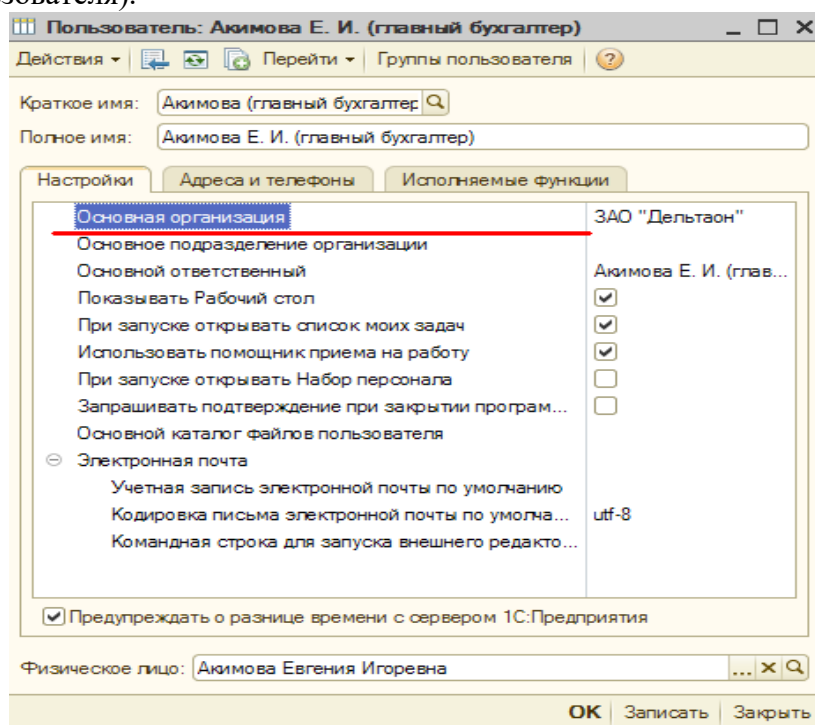 зователя).
Пользователь: Акимова Е. И. (главный бухгалтер)
Действия Перейти Группы пользователя ?
Краткое имя: Акимова (главный бухгалтер
Полное имя: Акимова Е. И. (главный бухгалтер)
Настройки Адреса и телефоны Исполняемые функции
Основная организация ЗАО "Дельтаон"
Основное подразделение организации
Основной ответственный Акимова Е. И. (глав...
Показывать Рабочий стол
При запуске открывать список моих задач
Использовать помощник приема на работу
При запуске открывать Набор персонала
Запрашивать подтверждение при закрытии програм...
Основной каталог файлов пользователя
Электронная почта
Учетная запись электронной почты по умолчанию
Кодировка письма электронной почты по умолча... utf-8
Командная строка для запуска внешнего редакто...
Предупреждать о разнице времени с сервером 1С:Предприятия
Физическое лицо: Акимова Евгения Игоревна ...
OK Записать Закрыть